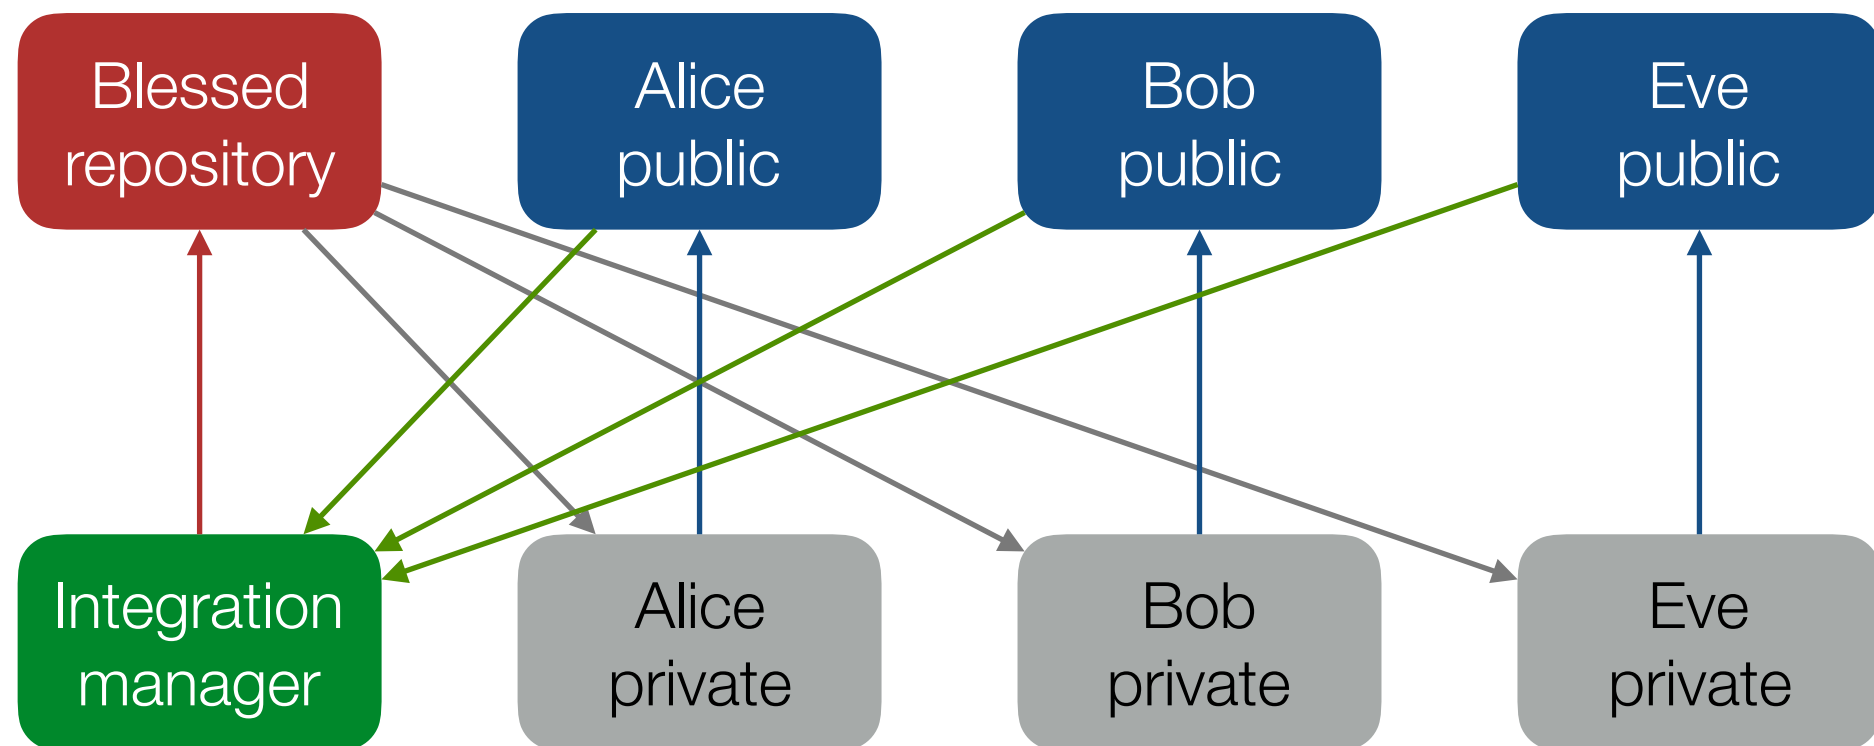 Blessed
repository
Alice
public
Bob
public
Eve
public
Integration
manager
Alice
private
Bob
private
Eve
private